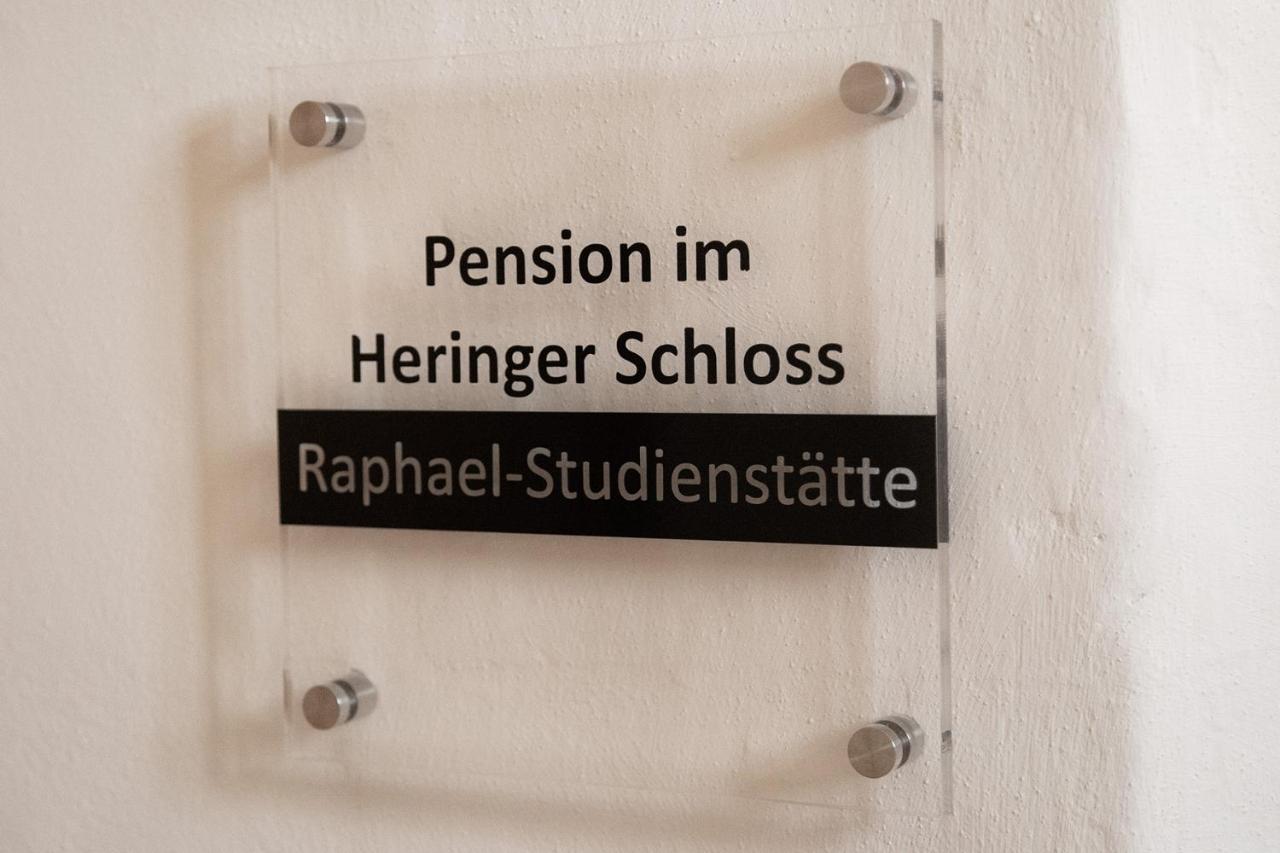 Pension im
Heringer Schloss
Raphael-Studienstätte